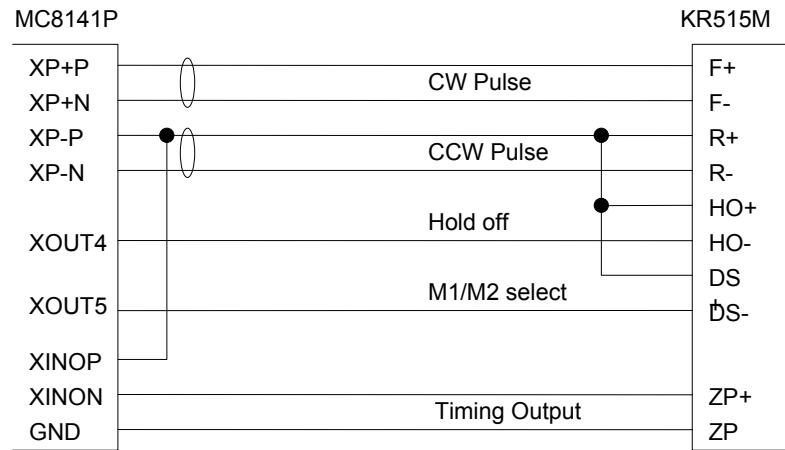 MC8141P
KR515M
XP+P
CW Pulse
F+
XP+N
F-
XP-P
R+
CCW Pulse
XP-N
R-
HO+
Hold off
XOUT4
HO-
DS
+
M1/M2 select
XOUT5
DS-
XINOP
XINON
ZP+
Timing Output
GND
ZP